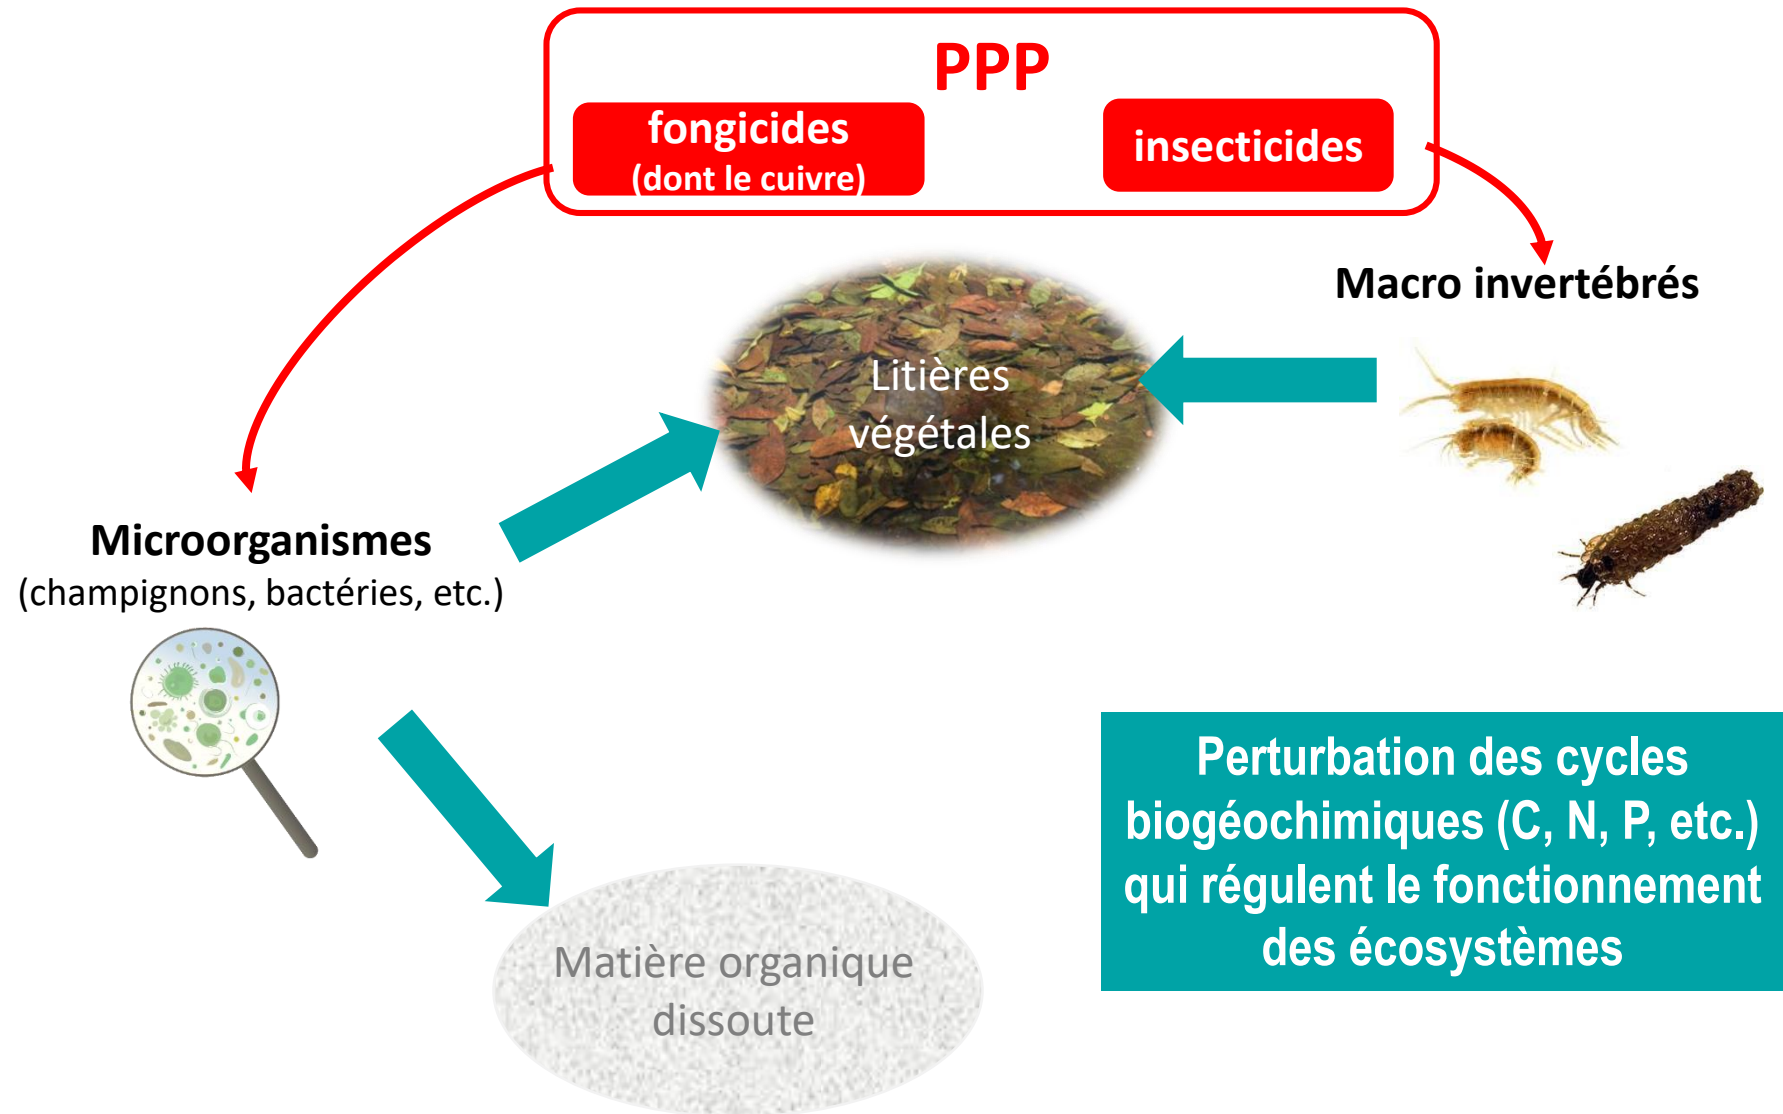 PPP
fongicides
(dont le cuivre)
insecticides
Macro invertébrés
Litières
végétales
Microorganismes
(champignons, bactéries, etc.)
Perturbation des cycles
biogéochimiques (C, N, P, etc.)
qui régulent le fonctionnement
des écosystèmes
Matière organique
dissoute